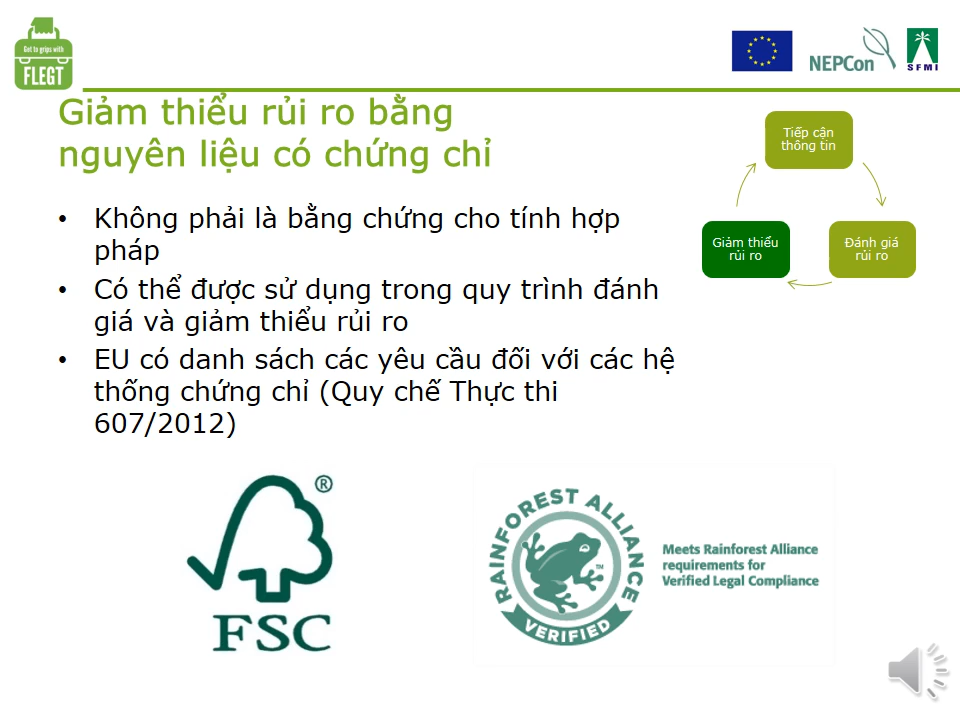 Get to grips with
FLEGT
NEPCon
SFMI
Giảm thiểu rủi ro bằng
nguyên liệu có chứng chỉ
Tiếp cận
thông tin
Giảm thiểu
rủi ro
Đánh giá
rủi ro
• Không phải là bằng chứng cho tính hợp
pháp
• Có thể được sử dụng trong quy trình đánh
giá và giảm thiểu rủi ro
• EU có danh sách các yêu cầu đối với các hệ
thống chứng chỉ (Quy chế Thực thi
607/2012)
®
FSC
RAINFOREST ALLIANCE
TM
VERIFIED
Meets Rainforest Alliance
requirements for
Verified Legal Compliance